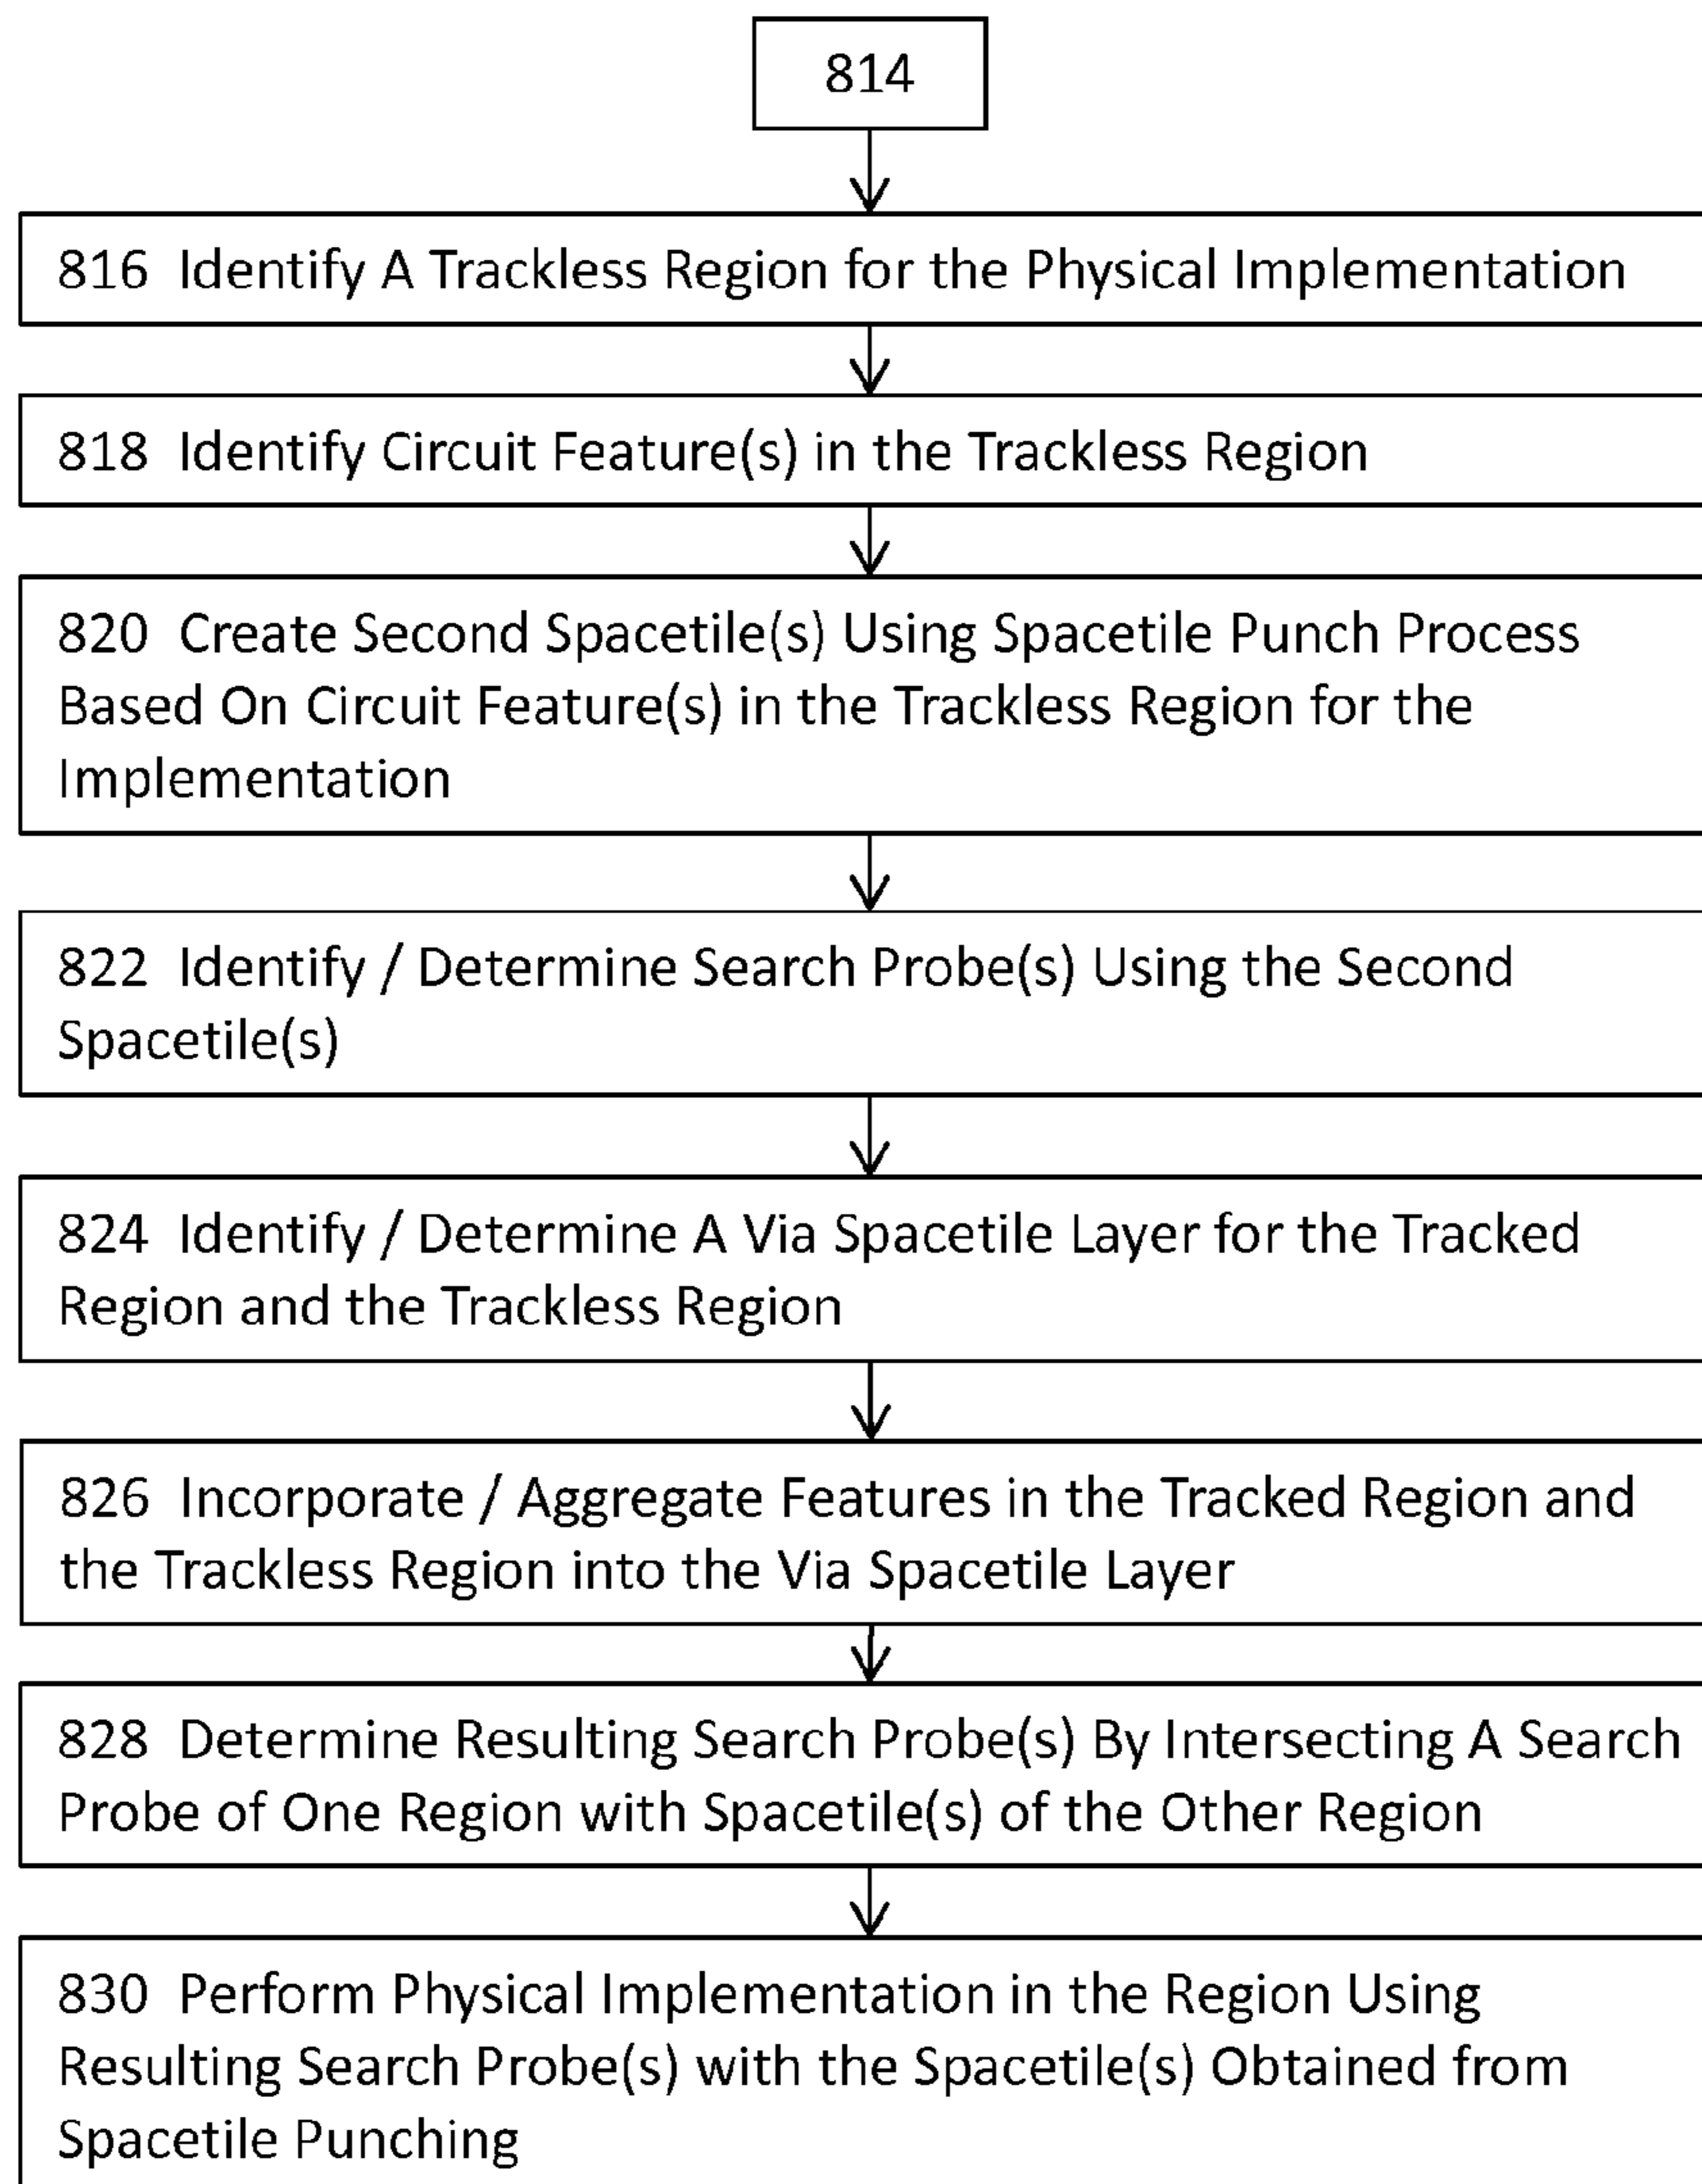 814
816 Identify A Trackless Region for the Physical Implementation
818 Identify Circuit Feature(s) in the Trackless Region
820 Create Second Spacetile(s) Using Spacetile Punch Process
Based On Circuit Feature(s) in the Trackless Region for the
Implementation
822 Identify / Determine Search Probe(s) Using the Second
Spacetile(s)
824 Identify / Determine A Via Spacetile Layer for the Tracked
Region and the Trackless Region
826 Incorporate / Aggregate Features in the Tracked Region and
the Trackless Region into the Via Spacetile Layer
828 Determine Resulting Search Probe(s) By Intersecting A Search
Probe of One Region with Spacetile(s) of the Other Region
830 Perform Physical Implementation in the Region Using
Resulting Search Probe(s) with the Spacetile(s) Obtained from
Spacetile Punching